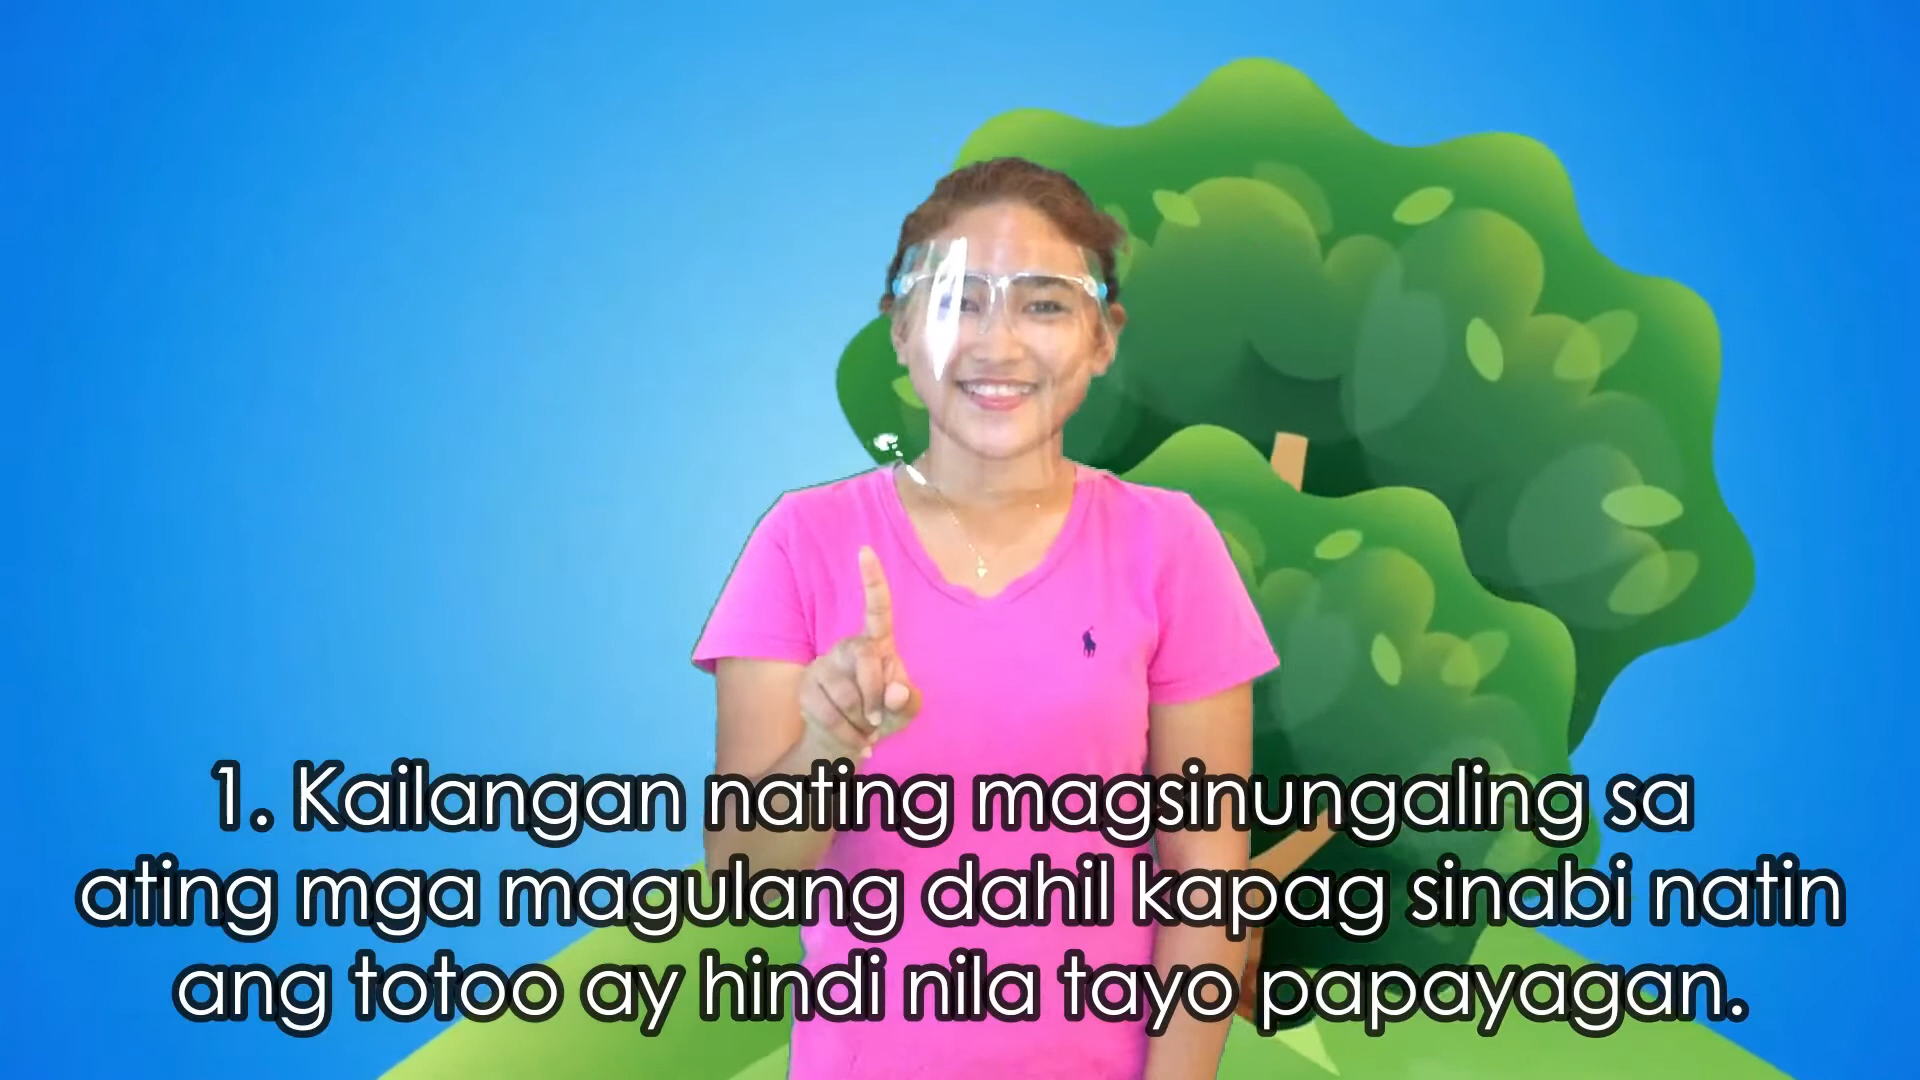 1. Kailangan nating magsinungaling sa
ating mga magulang dahil kapag sinabi natin
ang totoo ay hindi nila tayo papayagan.